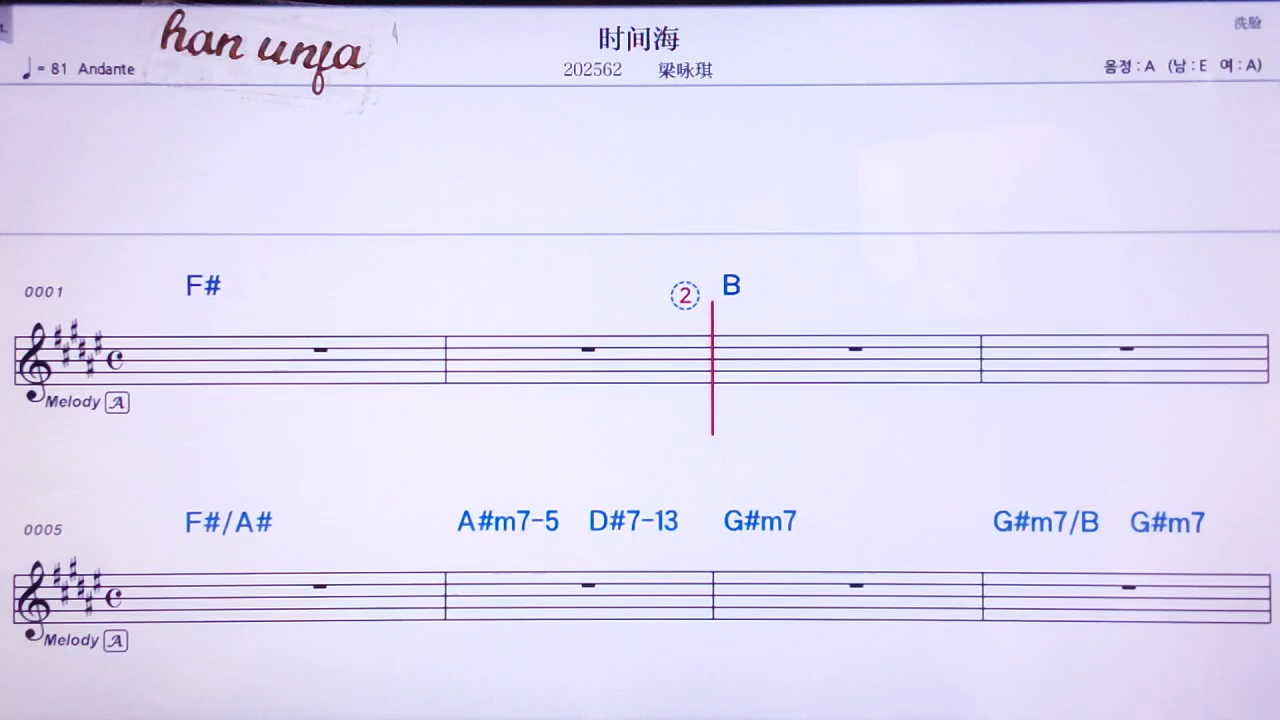 han unfa
时间海
洗脸
♩= 81 Andante
202562 梁咏琪
음정 : A (남 : E 여 : A)
0001
F#
②
B
Melody A
0005
F#/A# A#m7-5 D#7-13 G#m7 G#m7/B G#m7
Melody A